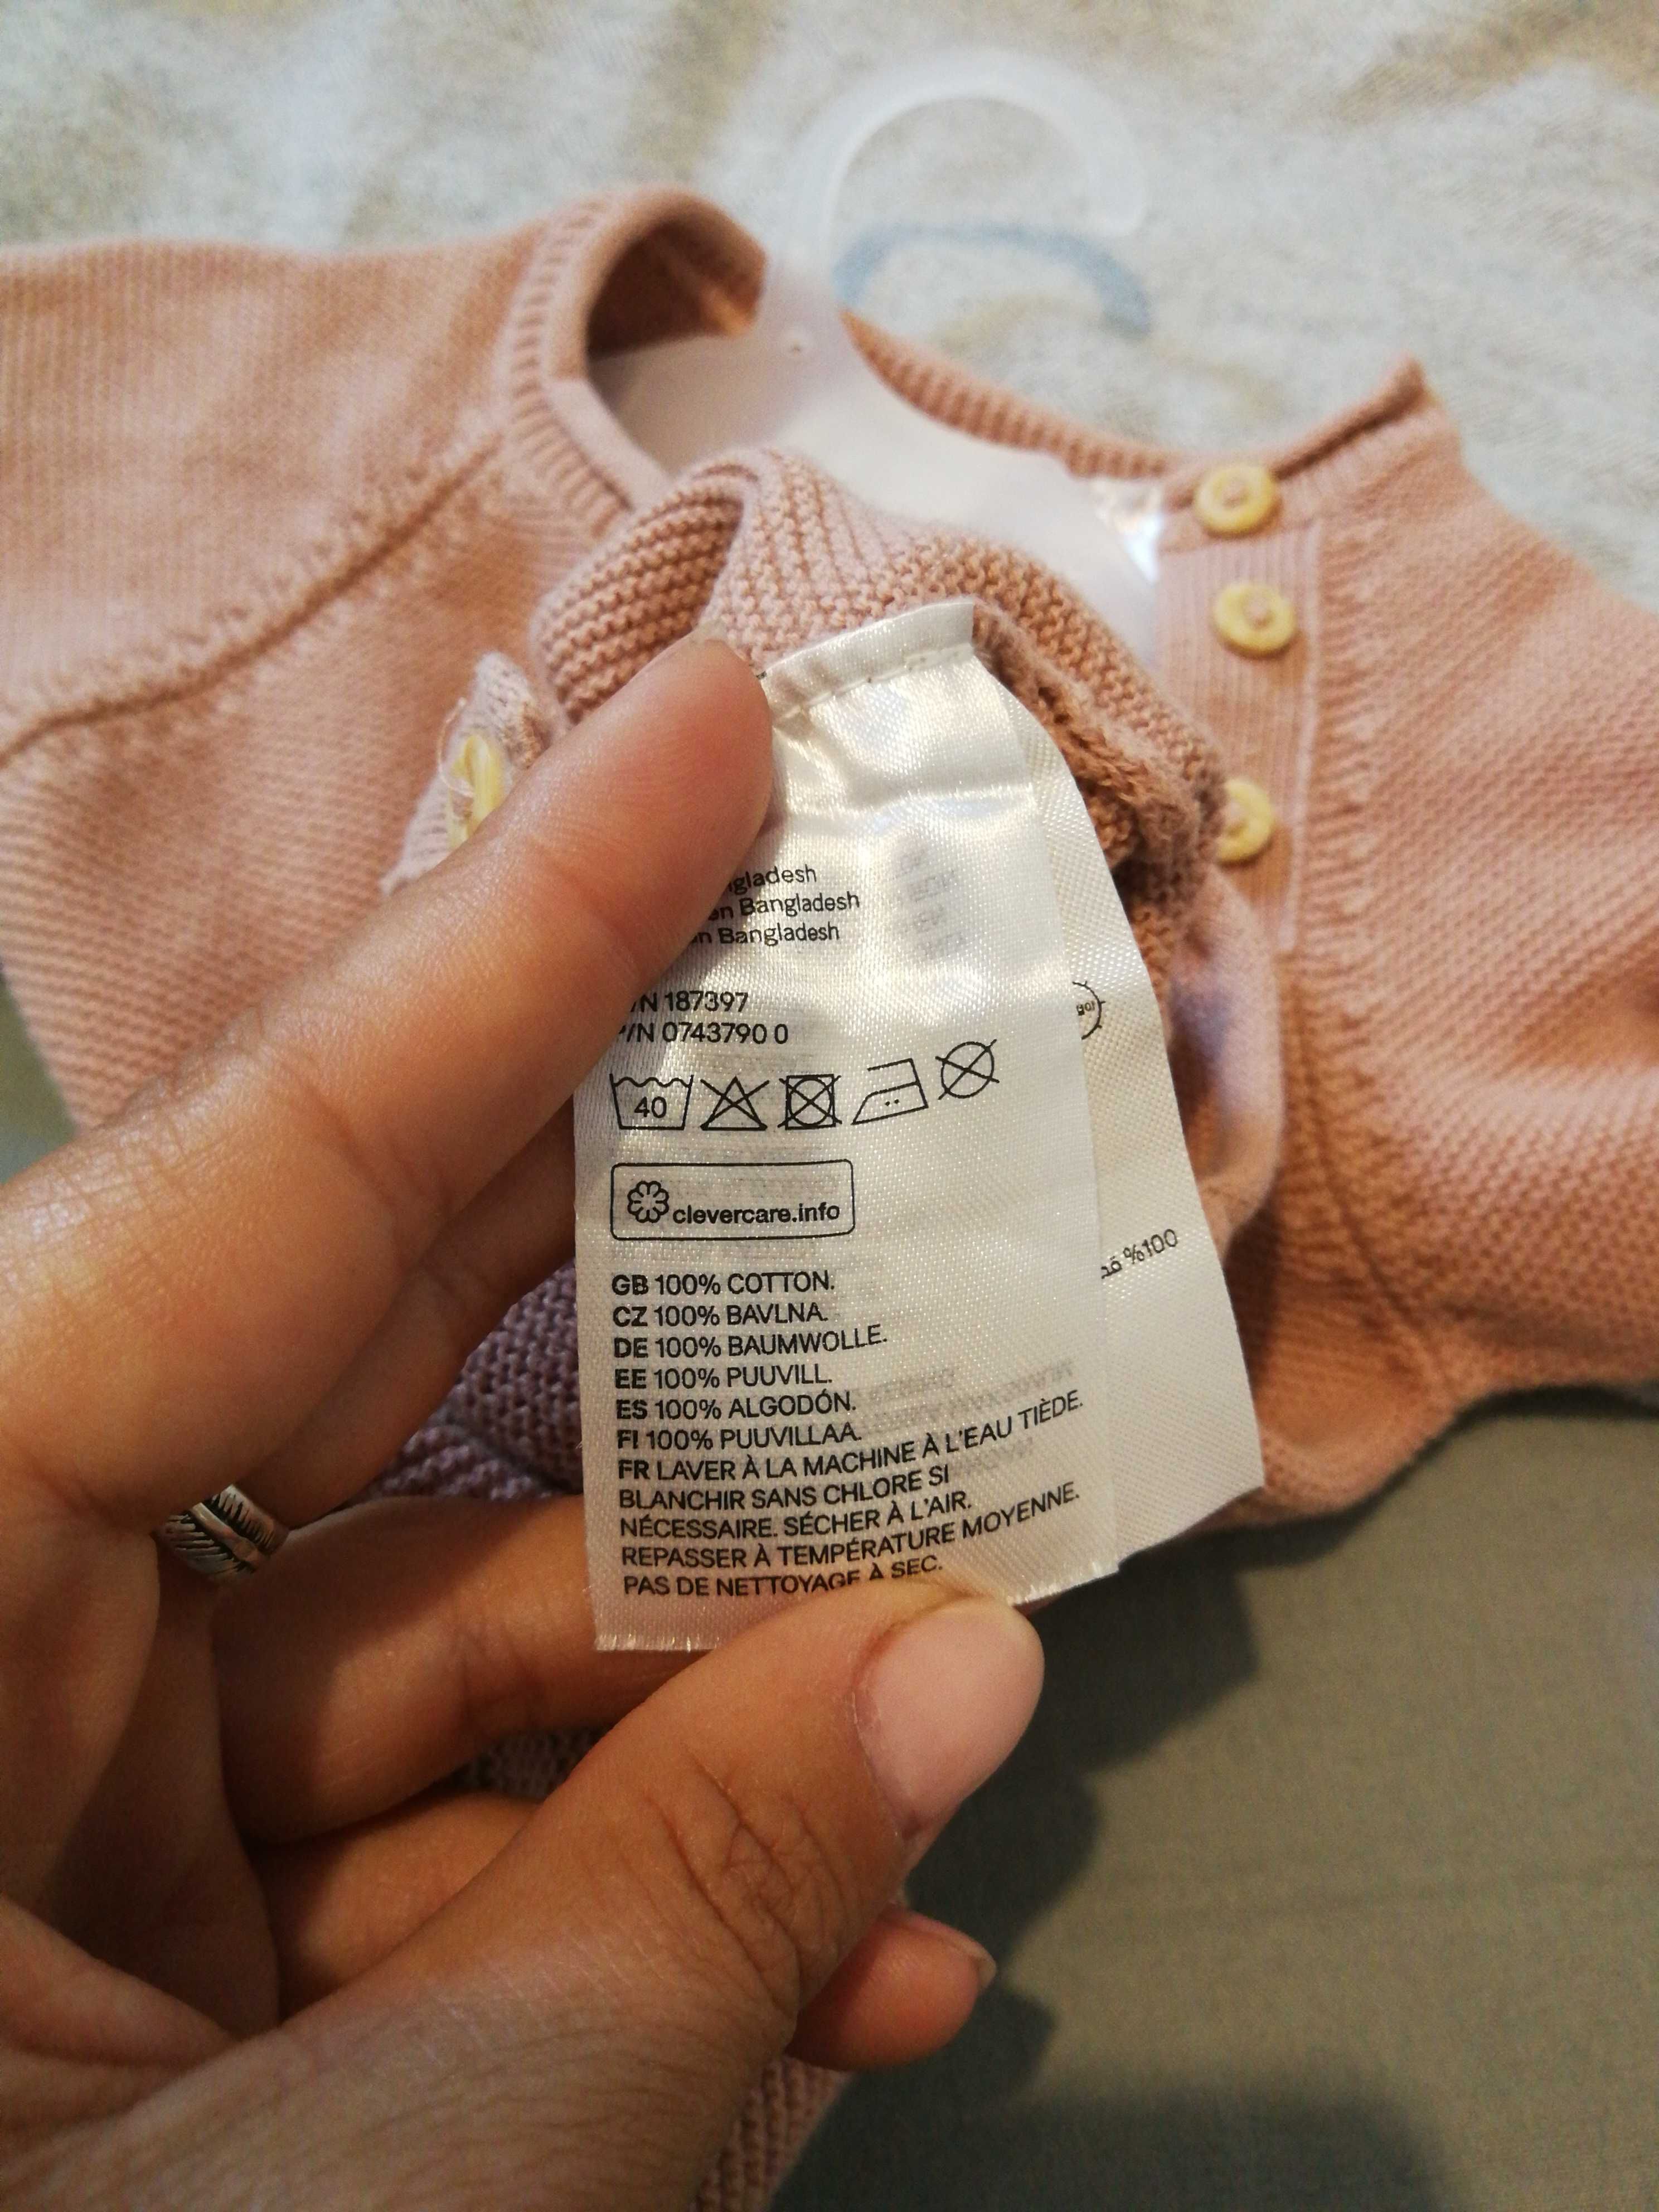 Bangladesh
Bangladesh
187397
0743790 0
40
clevercare.info
GB 100% COTTON.
CZ 100% BAVLNA.
DE 100% BAUMWOLLE.
EE 100% PUUVILL.
ES 100% ALGODÓN.
FI 100% PUUVILLAA.
FR LAVER À LA MACHINE À L'EAU TIÈDE.
BLANCHIR SANS CHLORE SI
NÉCESSAIRE. SÉCHER À L'AIR.
REPASSER À TEMPÉRATURE MOYENNE.
PAS DE NETTOYAGE À SEC.
%100